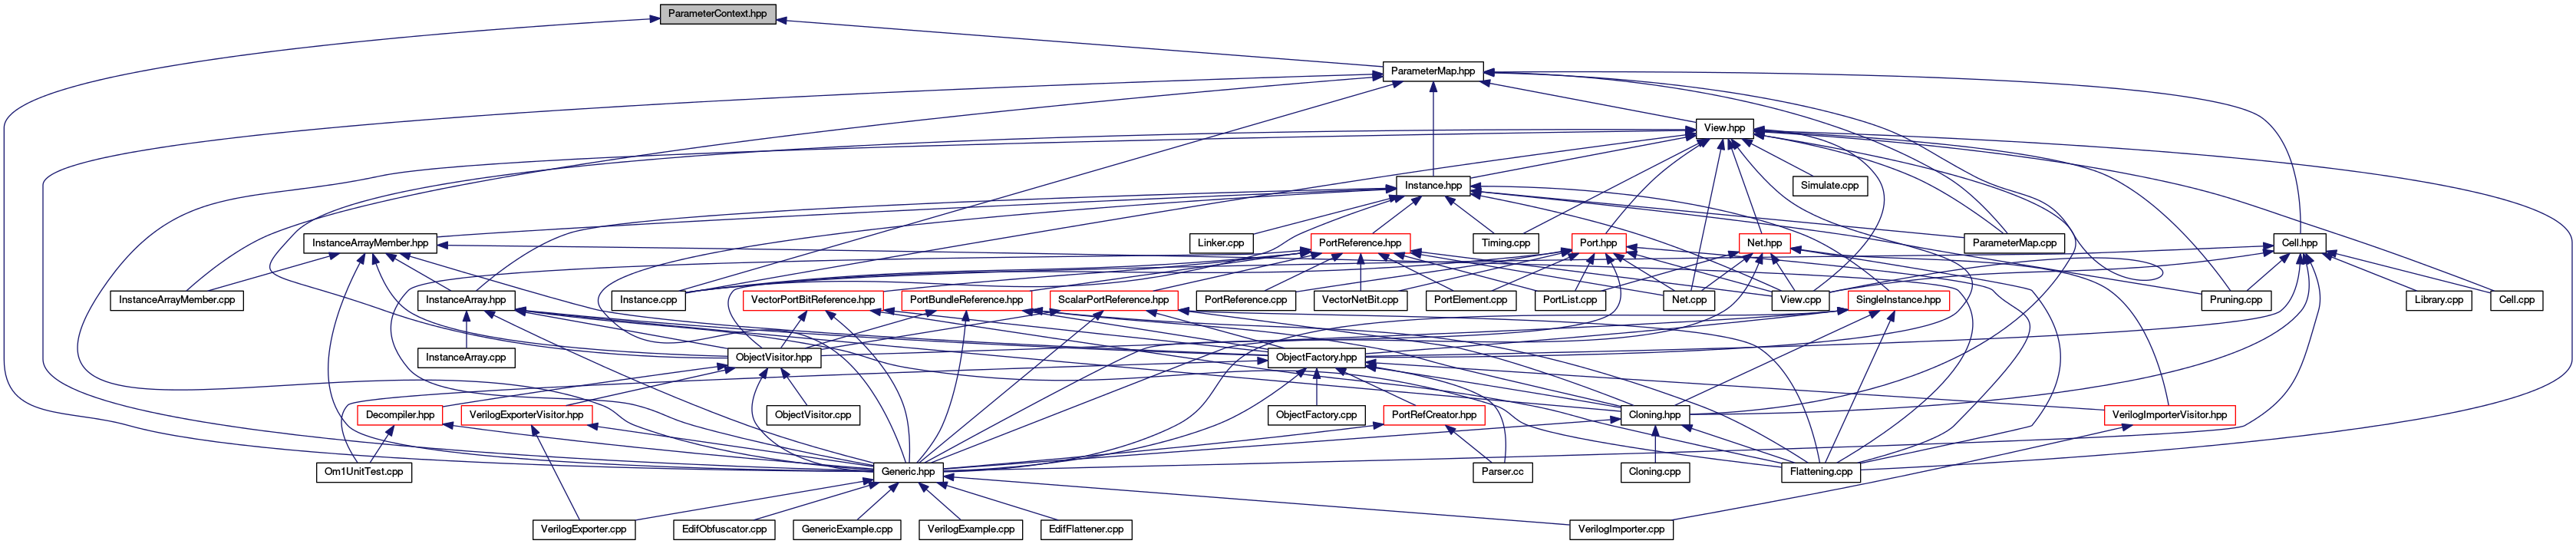 ParameterContext.hpp
ParameterMap.hpp
View.hpp
Instance.hpp
Simulate.cpp
InstanceArrayMember.hpp
Linker.cpp
PortReference.hpp
Timing.cpp
Port.hpp
Net.hpp
ParameterMap.cpp
Cell.hpp
InstanceArrayMember.cpp
InstanceArray.hpp
Instance.cpp
VectorPortBitReference.hpp
PortBundleReference.hpp
ScalarPortReference.hpp
PortReference.cpp
VectorNetBit.cpp
PortElement.cpp
PortList.cpp
Net.cpp
View.cpp
SingleInstance.hpp
Pruning.cpp
Library.cpp
Cell.cpp
InstanceArray.cpp
ObjectVisitor.hpp
ObjectFactory.hpp
Decompiler.hpp
VerilogExporterVisitor.hpp
ObjectVisitor.cpp
ObjectFactory.cpp
PortRefCreator.hpp
Cloning.hpp
VerilogImporterVisitor.hpp
Om1UnitTest.cpp
Generic.hpp
Parser.cc
Cloning.cpp
Flattening.cpp
VerilogExporter.cpp
EdifObfuscator.cpp
GenericExample.cpp
VerilogExample.cpp
EdifFlattener.cpp
VerilogImporter.cpp